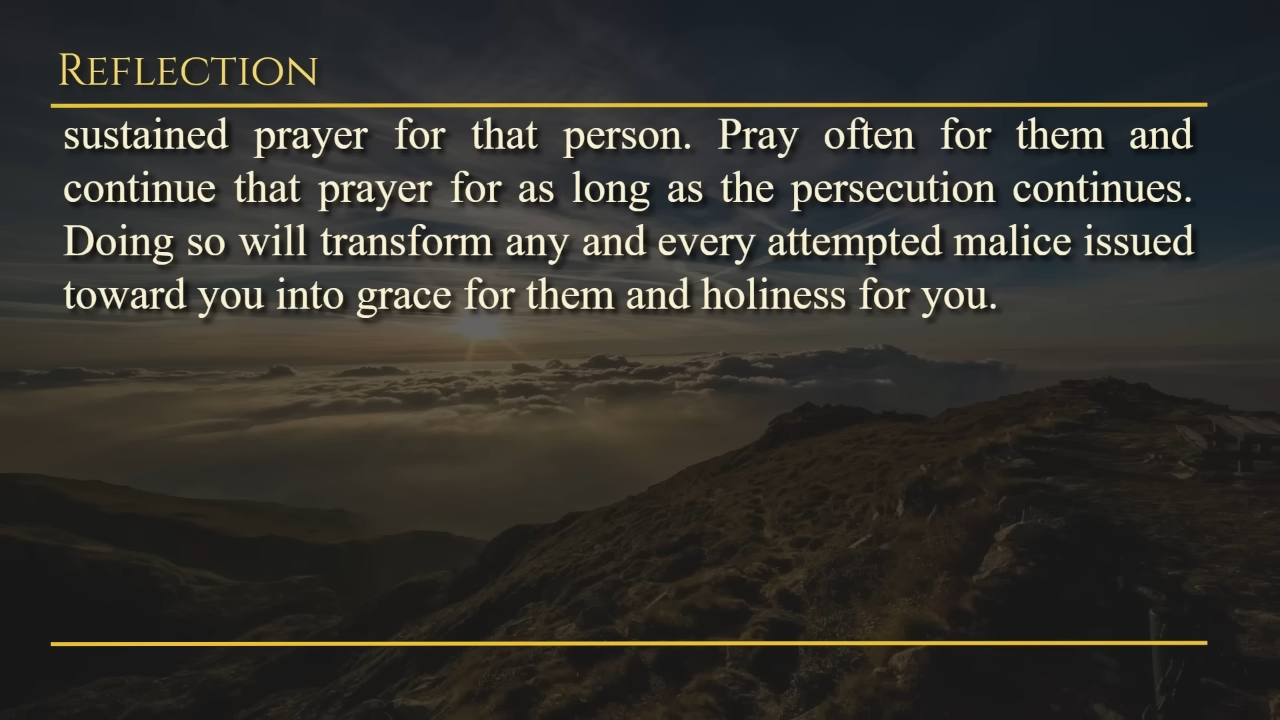 Reflection
sustained prayer for that person. Pray often for them and
continue that prayer for as long as the persecution continues.
Doing so will transform any and every attempted malice issued
toward you into grace for them and holiness for you.